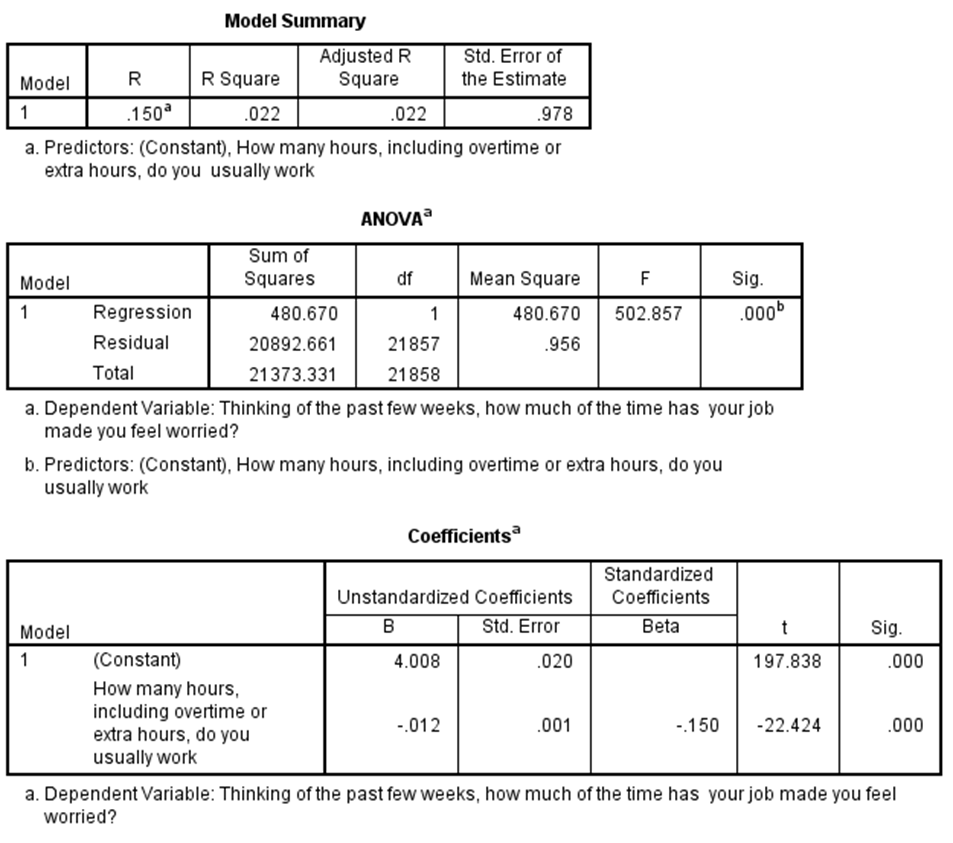 Model Summary
Model R R Square Adjusted R Square Std. Error of the Estimate
1 .150a .022 .022 .978
a. Predictors: (Constant), How many hours, including overtime or
extra hours, do you usually work
ANOVAa
Model Sum of Squares df Mean Square F Sig.
1 Regression 480.670 1 480.670 502.857 .000b
Residual 20892.661 21857 .956
Total 21373.331 21858
a. Dependent Variable: Thinking of the past few weeks, how much of the time has your job
made you feel worried?
b. Predictors: (Constant), How many hours, including overtime or extra hours, do you
usually work
Coefficientsa
Model Unstandardized Coefficients Standardized Coefficients t Sig.
B Std. Error Beta
1 (Constant) 4.008 .020 197.838 .000
How many hours,
including overtime or
extra hours, do you
usually work -.012 .001 -.150 -22.424 .000
a. Dependent Variable: Thinking of the past few weeks, how much of the time has your job made you feel
worried?